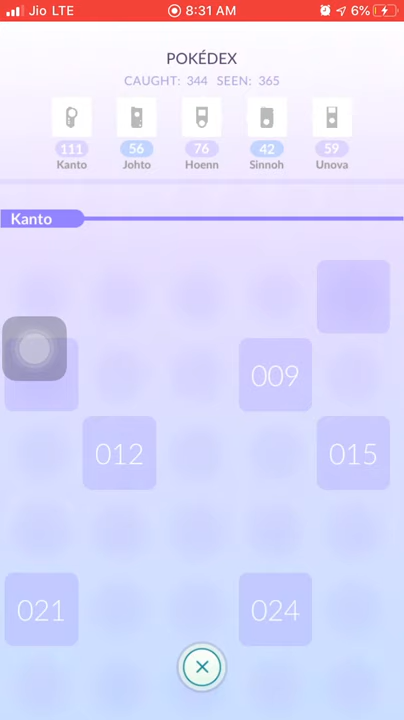 Jio LTE 8:31 AM 6%
POKÉDEX
CAUGHT: 344 SEEN: 365
111 56 76 42 59
Kanto Johto Hoenn Sinnoh Unova
Kanto
009
012 015
021 024